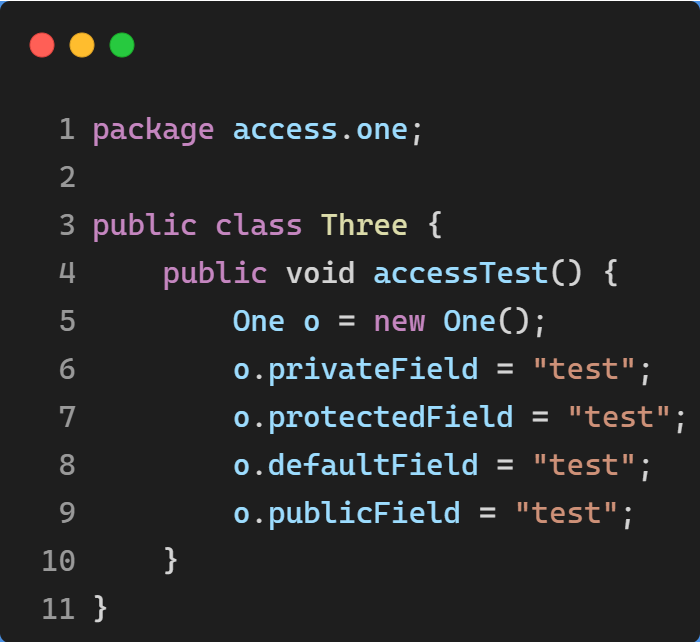 1 package access.one;
2
3 public class Three {
4     public void accessTest() {
5         One o = new One();
6         o.privateField = "test";
7         o.protectedField = "test";
8         o.defaultField = "test";
9         o.publicField = "test";
10     }
11 }